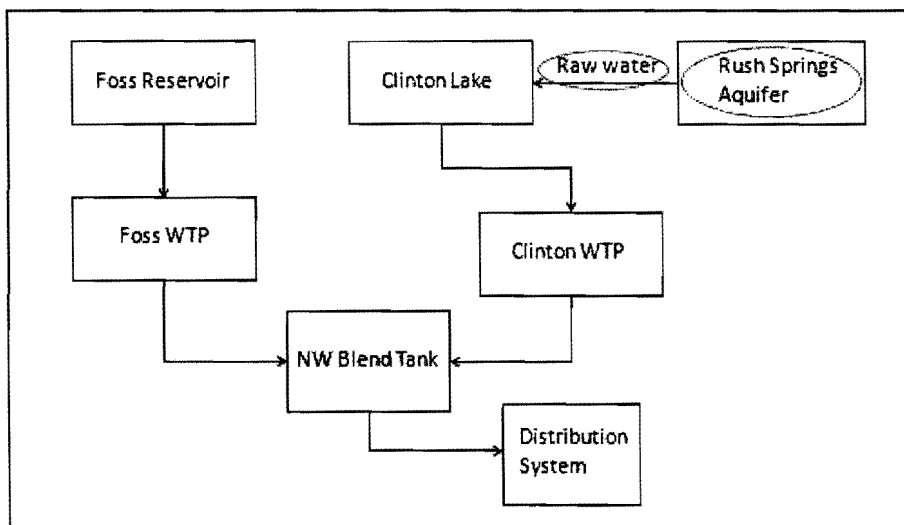 Foss Reservoir
Clinton Lake
Raw water
Rush Springs
Aquifer
Foss WTP
Clinton WTP
NW Blend Tank
Distribution
System